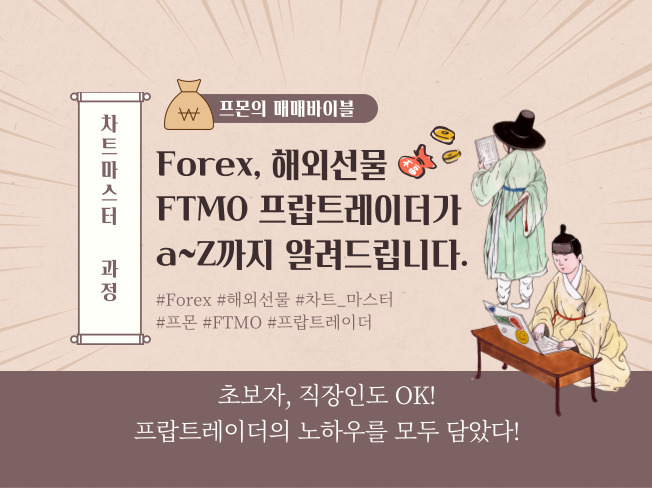 프몬의 매매바이블
차트마스터 과정
Forex, 해외선물
FTMO 프랍트레이더가
a~Z까지 알려드립니다.
#Forex #해외선물 #차트_마스터
#프몬 #FTMO #프랍트레이더
초보자, 직장인도 OK!
프랍트레이더의 노하우를 모두 담았다!